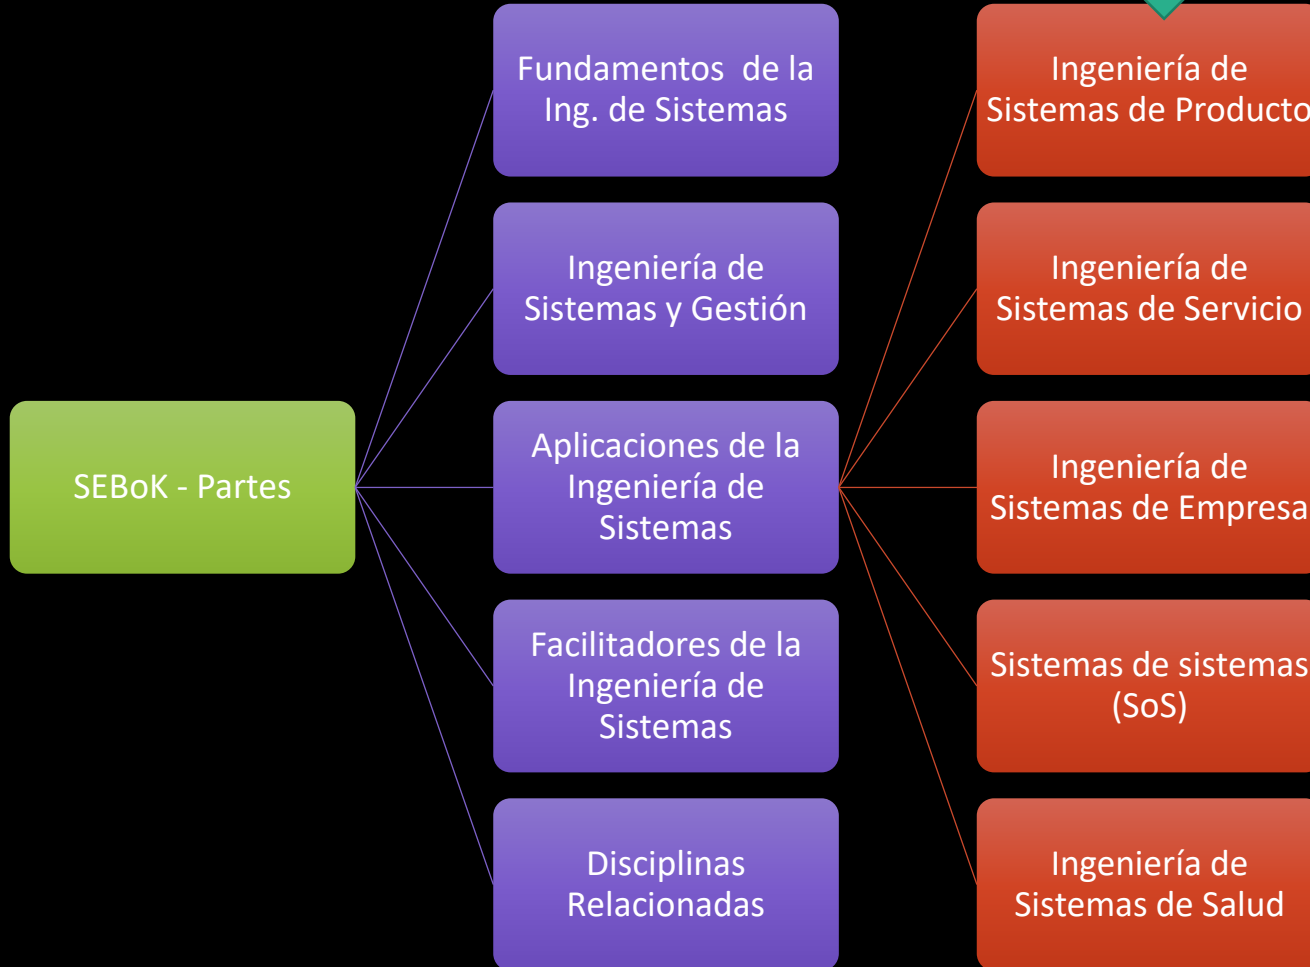 SEBoK - Partes
Fundamentos de la
Ing. de Sistemas
Ingeniería de
Sistemas y Gestión
Aplicaciones de la
Ingeniería de
Sistemas
Facilitadores de la
Ingeniería de
Sistemas
Disciplinas
Relacionadas
Ingeniería de
Sistemas de Producto
Ingeniería de
Sistemas de Servicio
Ingeniería de
Sistemas de Empresa
Sistemas de sistemas
(SoS)
Ingeniería de
Sistemas de Salud